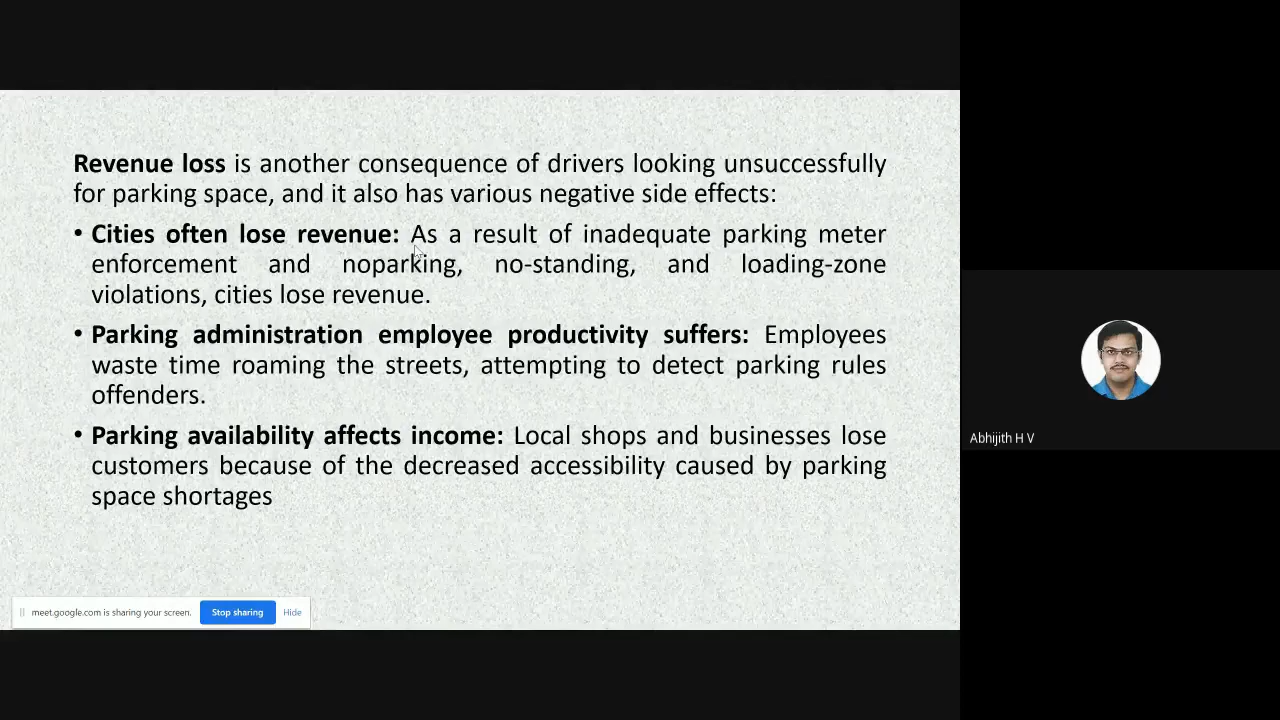 Revenue loss is another consequence of drivers looking unsuccessfully
for parking space, and it also has various negative side effects:
• Cities often lose revenue: As a result of inadequate parking meter
enforcement and noparking, no-standing, and loading-zone
violations, cities lose revenue.
• Parking administration employee productivity suffers: Employees
waste time roaming the streets, attempting to detect parking rules
offenders.
• Parking availability affects income: Local shops and businesses lose
customers because of the decreased accessibility caused by parking
space shortages
meet.google.com is sharing your screen. Stop sharing Hide
Abhijith H V